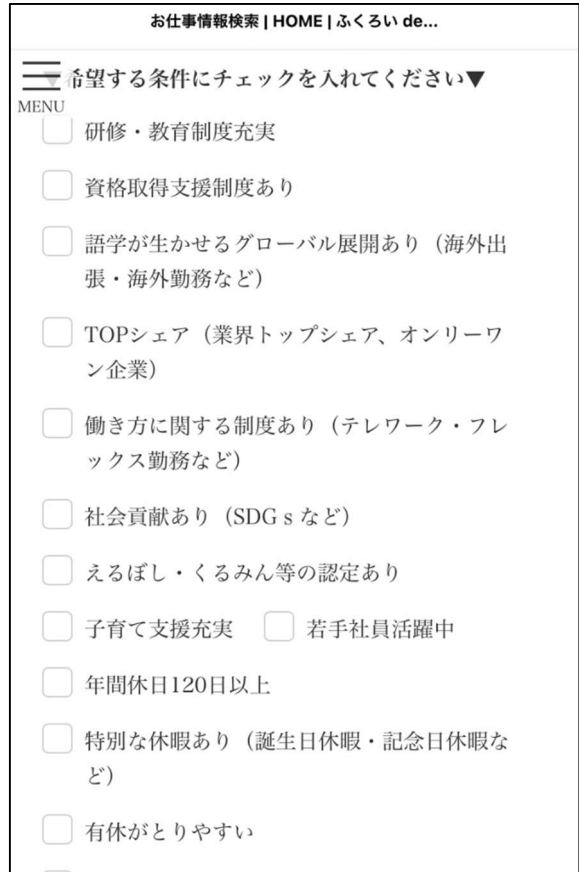 お仕事情報検索 | HOME | ふくろい de...
▼希望する条件にチェックを入れてください▼
MENU
研修・教育制度充実
資格取得支援制度あり
語学が生かせるグローバル展開あり（海外出
張・海外勤務など）
TOPシェア（業界トップシェア、オンリーワ
ン企業）
働き方に関する制度あり（テレワーク・フレ
ックス勤務など）
社会貢献あり（SDGｓなど）
えるぼし・くるみん等の認定あり
子育て支援充実 若手社員活躍中
年間休日120日以上
特別な休暇あり（誕生日休暇・記念日休暇な
ど）
有休がとりやすい